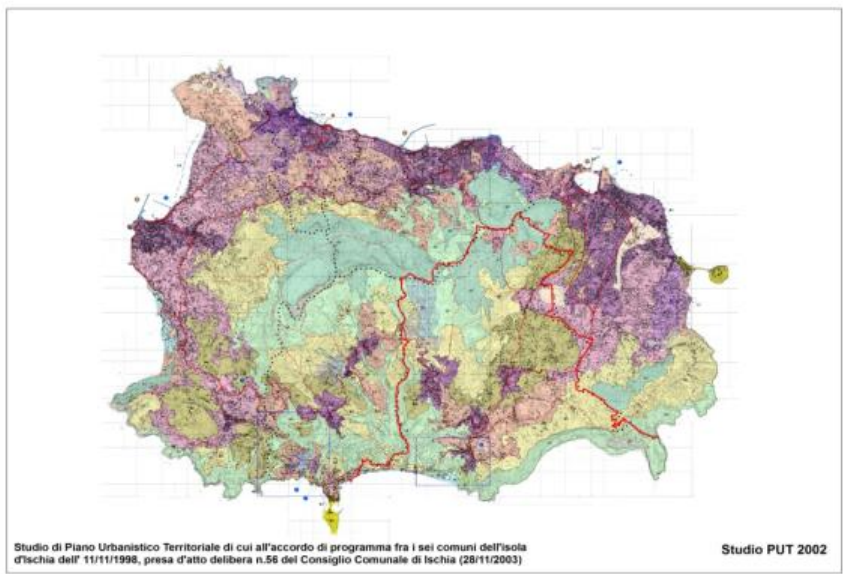 Studio di Piano Urbanistico Territoriale di cui all'accordo di programma fra i sei comuni dell'isola
d'Ischia dell' 11/11/1998, presa d'atto delibera n.56 del Consiglio Comunale di Ischia (28/11/2003)
Studio PUT 2002